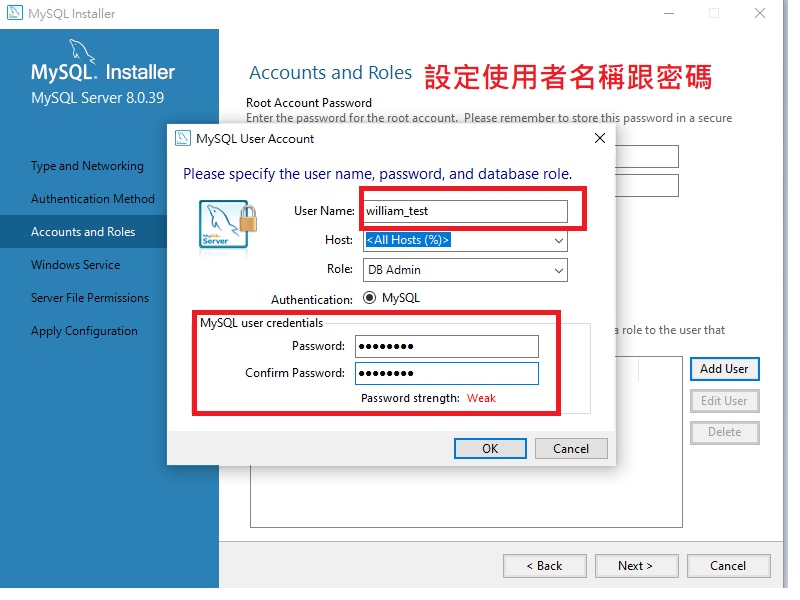 MySQL Installer
MySQL. Installer
MySQL Server 8.0.39
Type and Networking
Authentication Method
Accounts and Roles
Windows Service
Server File Permissions
Apply Configuration
Accounts and Roles
設定使用者名稱跟密碼
Root Account Password
Enter the password for the root account. Please remember to store this password in a secure
MySQL User Account
Please specify the user name, password, and database role.
MySQL
Server
User Name: william_test
Host: <All Hosts (%)>
Role: DB Admin
Authentication: MySQL
MySQL user credentials
Password: ●●●●●●●●
Confirm Password: ●●●●●●●●
Password strength: Weak
OK
Cancel
a role to the user that
Add User
Edit User
Delete
< Back
Next >
Cancel